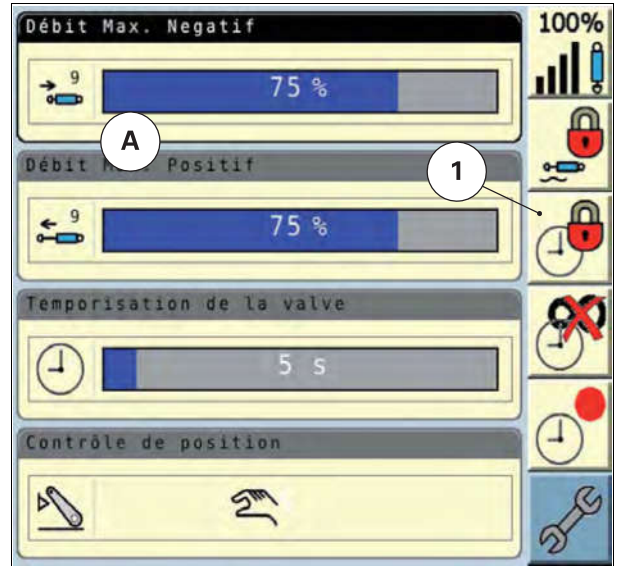 Débit Max. Negatif
100%
9
75 %
A
Débit Positif
1
9
75 %
Temporisation de la valve
5 s
Contrôle de position